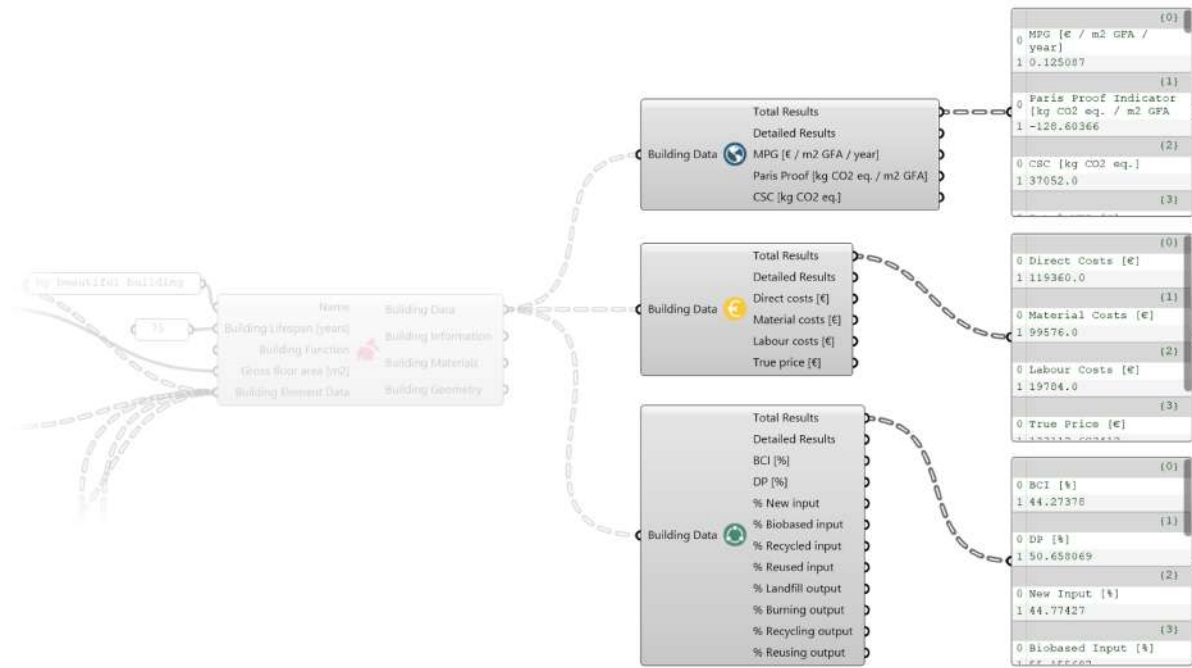 my beautiful building
75
Name
Building Lifespan [years]
Building Function
Gross floor area [m2]
Building Element Data
Building Data
Building Information
Building Materials
Building Geometry
Building Data
Total Results
Detailed Results
MPG [€ / m2 GFA / year]
Paris Proof [kg CO2 eq. / m2 GFA]
CSC [kg CO2 eq.]
Building Data
Total Results
Detailed Results
Direct costs [€]
Material costs [€]
Labour costs [€]
True price [€]
Building Data
Total Results
Detailed Results
BCI [%]
DP [%]
% New input
% Biobased input
% Recycled input
% Reused input
% Landfill output
% Burning output
% Recycling output
% Reusing output
{0}
0 MPG [€ / m2 GFA /
year]
1 0.125087
{1}
0 Paris Proof Indicator
[kg CO2 eq. / m2 GFA
1 -128.60366
{2}
0 CSC [kg CO2 eq.]
1 37052.0
{3}
{0}
0 Direct Costs [€]
1 119360.0
{1}
0 Material Costs [€]
1 99576.0
{2}
0 Labour Costs [€]
1 19784.0
{3}
0 True Price [€]
{0}
0 BCI [%]
1 44.27378
{1}
0 DP [%]
1 50.658069
{2}
0 New Input [%]
1 44.77427
{3}
0 Biobased Input [%]